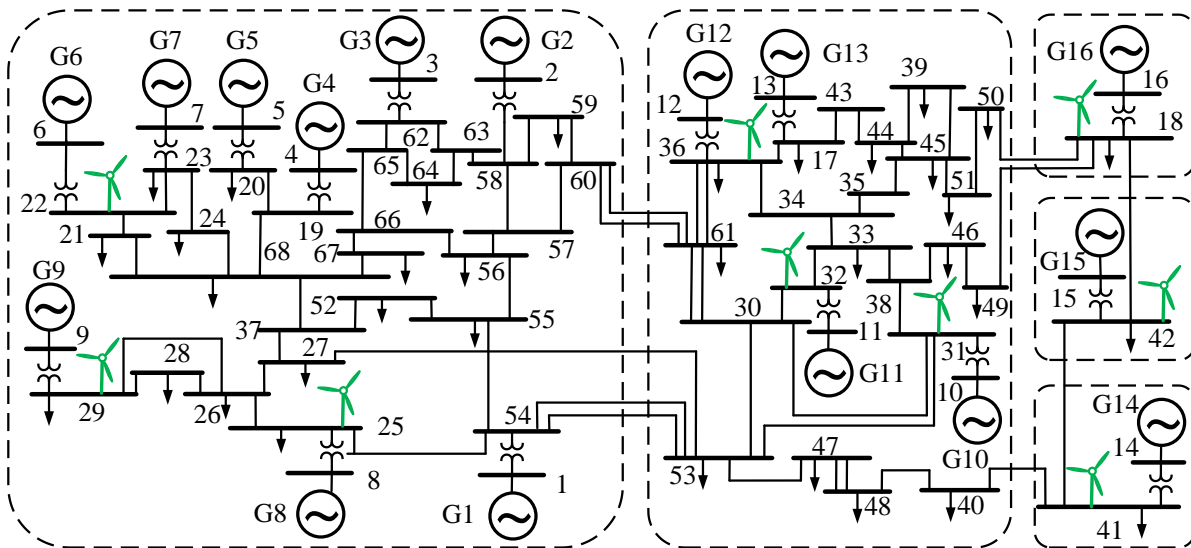 G7 G5 G3 G2 G12 G13 39 G16
G6 43 50
3 2 59 13 16
7 5 G4 12 44 45 18
6 62 63 36 17
23 4 65 64 58 60 51
22 20 35
24 19 66 34
21 68 67 56 57 61 33 46 G15
G9 32 38 49
52 55 30 15 42
9 37 11 31
28 27 G11 10 G14
29 26 25 54 G10 14
8 1 53 47 48 40 41
G8 G1